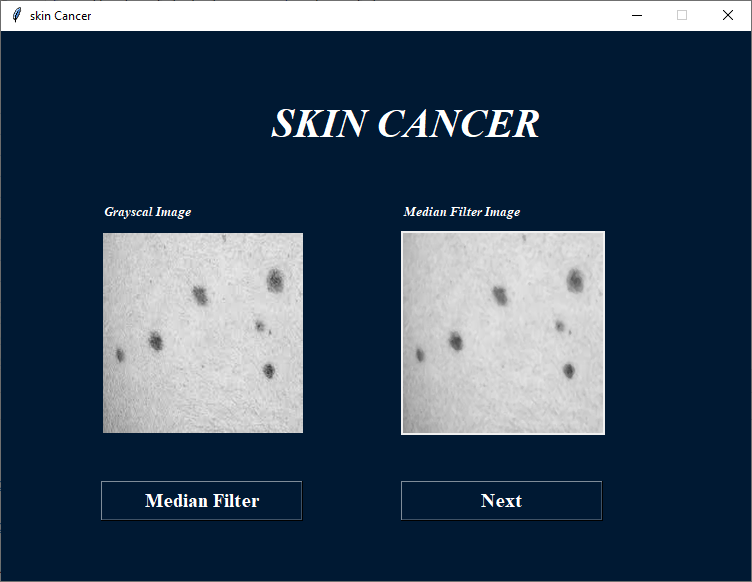 skin Cancer
SKIN CANCER
Grayscal Image
Median Filter Image
Median Filter
Next